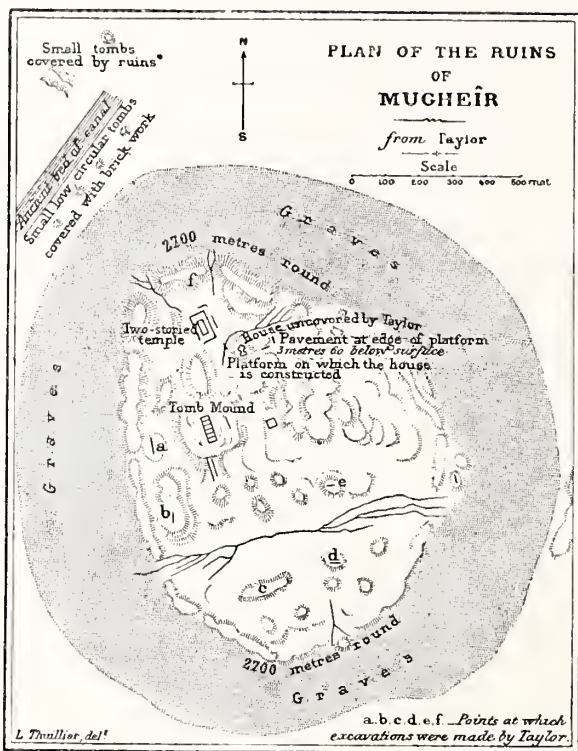 Small tombs
covered by ruins
N
S
PLAN OF THE RUINS
OF
MUGHEÎR
from Taylor
Scale
0 100 200 300 400 500 met.
Ancient bed of canal
Small low circular tombs
covered with brick work
Graves
2700 metres round
f
Two-storied
temple
House uncovered by Taylor
Pavement at edge of platform
3 metres 60 below surface
Platform on which the house
is constructed
Tomb Mound
Graves
a
e
b
d
c
2700 metres round
Graves
L Thuillier, delt
a.b.c.d.e.f. Points at which
excavations were made by Taylor.